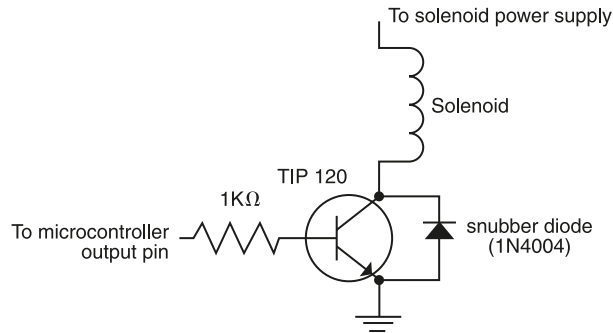 To solenoid power supply
Solenoid
TIP 120
1KΩ
To microcontroller
output pin
snubber diode
(1N4004)